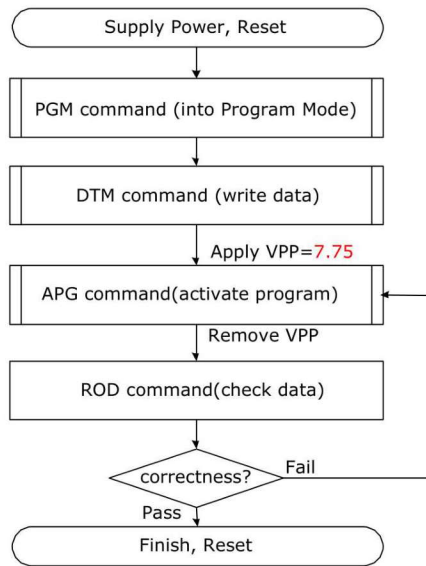 Supply Power, Reset
PGM command (into Program Mode)
DTM command (write data)
Apply VPP=7.75
APG command(activate program)
Remove VPP
ROD command(check data)
correctness?
Fail
Pass
Finish, Reset